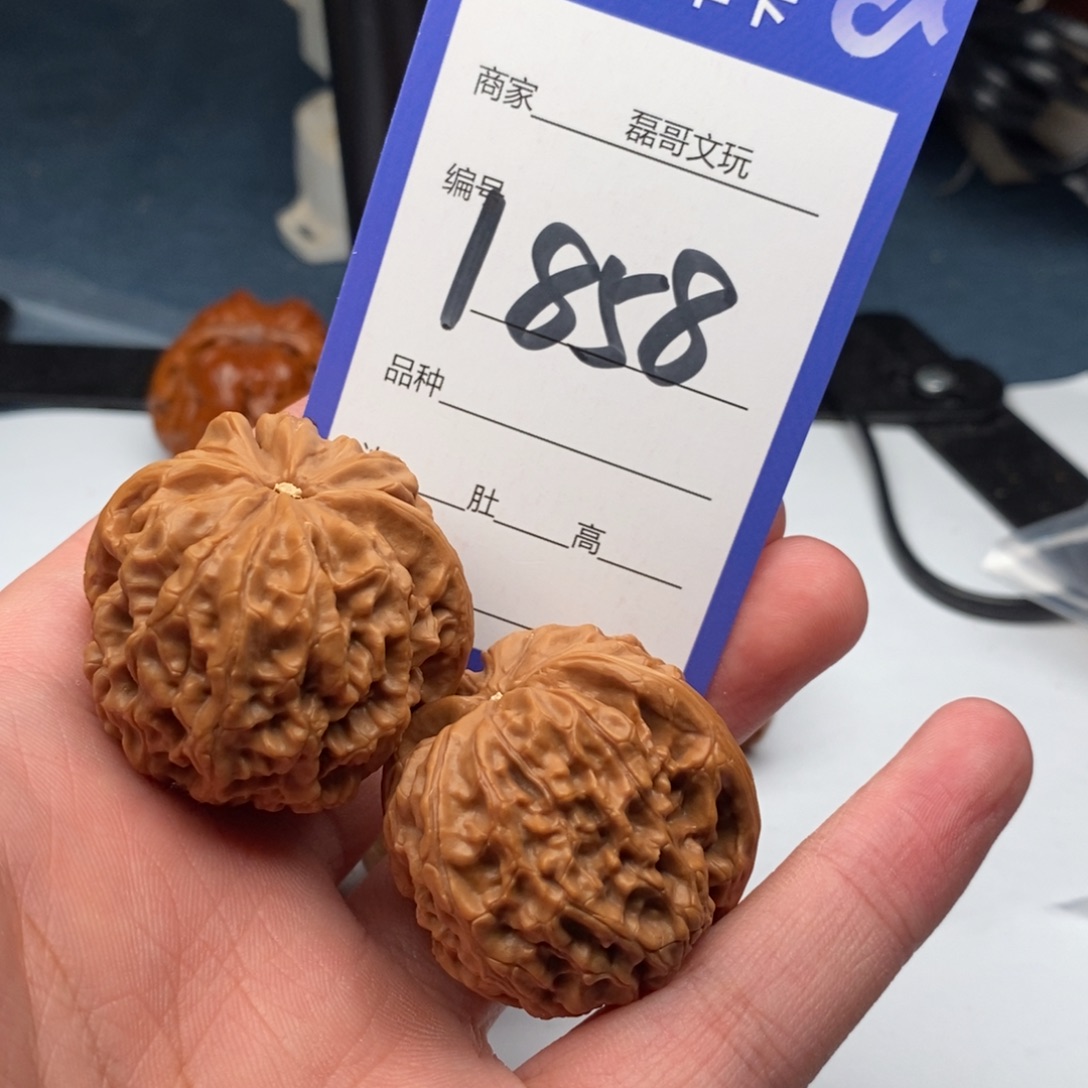 商家 磊哥文玩
编号 1858
品种
肚 高